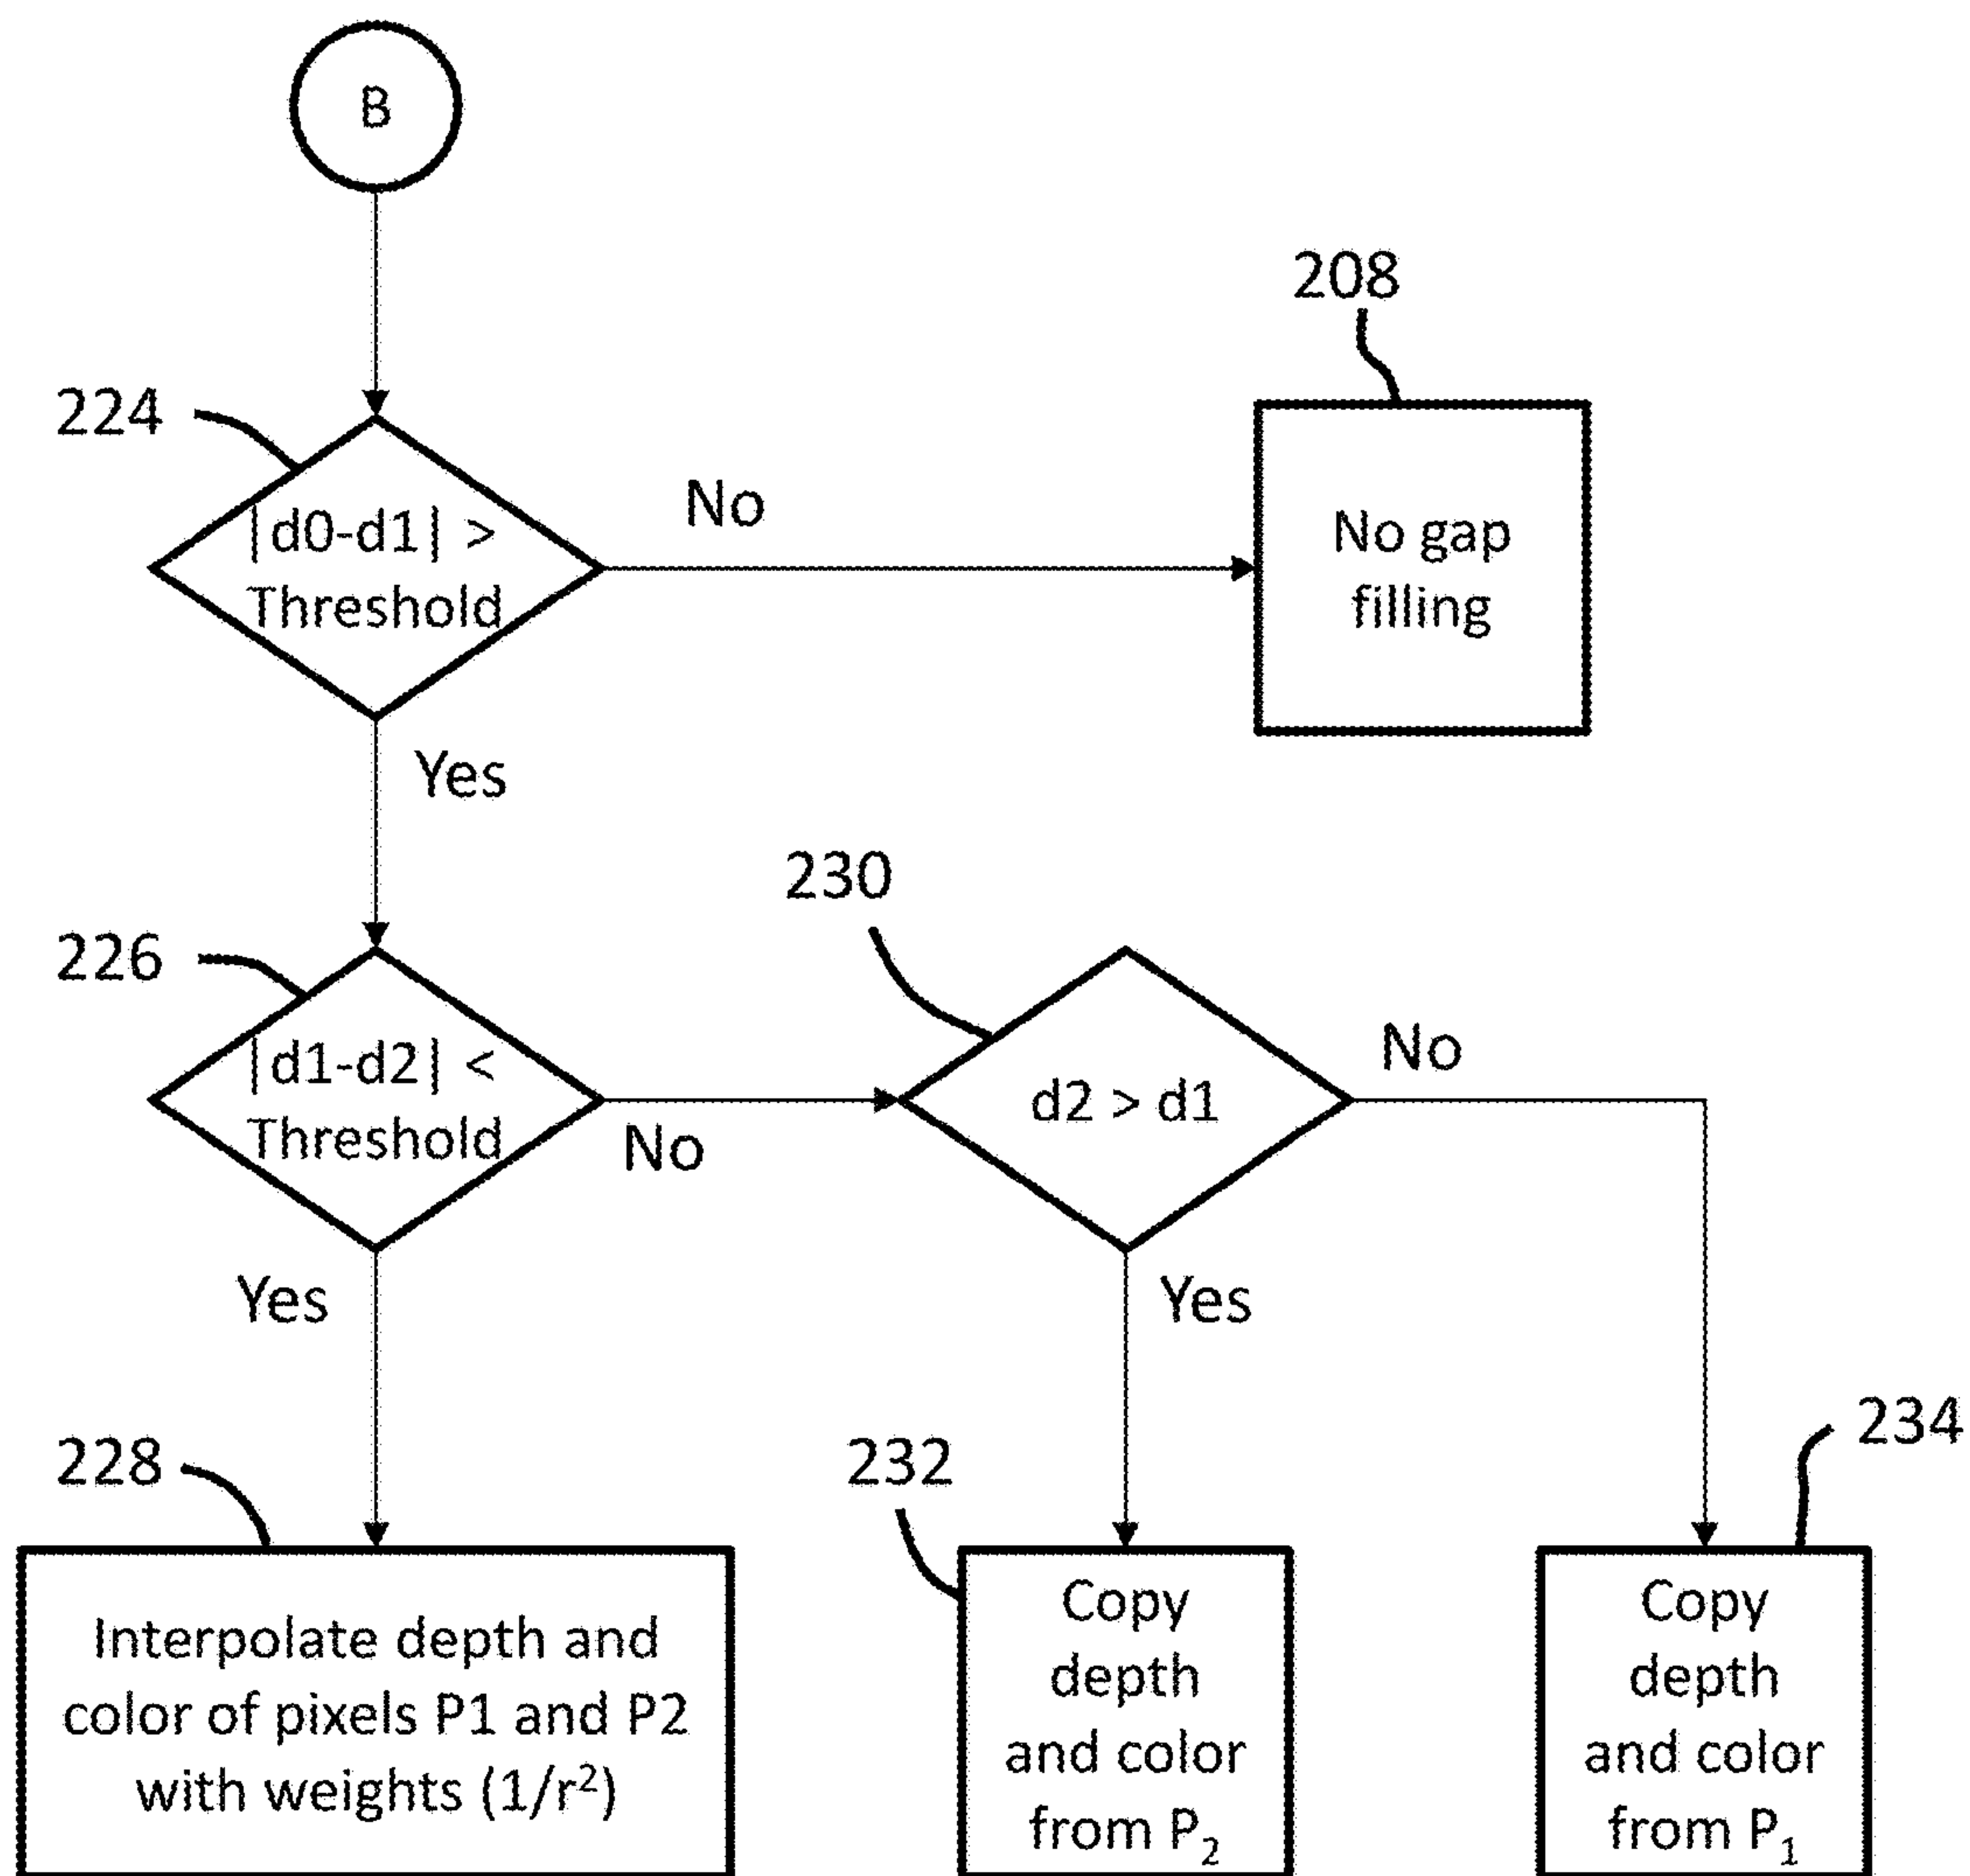 B
208
224
|d0-d1| >
Threshold
No
No gap
filling
Yes
230
226
|d1-d2| <
Threshold
No
d2 > d1
No
Yes
Yes
228
232
234
Interpolate depth and
color of pixels P1 and P2
with weights (1/r²)
Copy
depth
and color
from P₂
Copy
depth
and color
from P₁